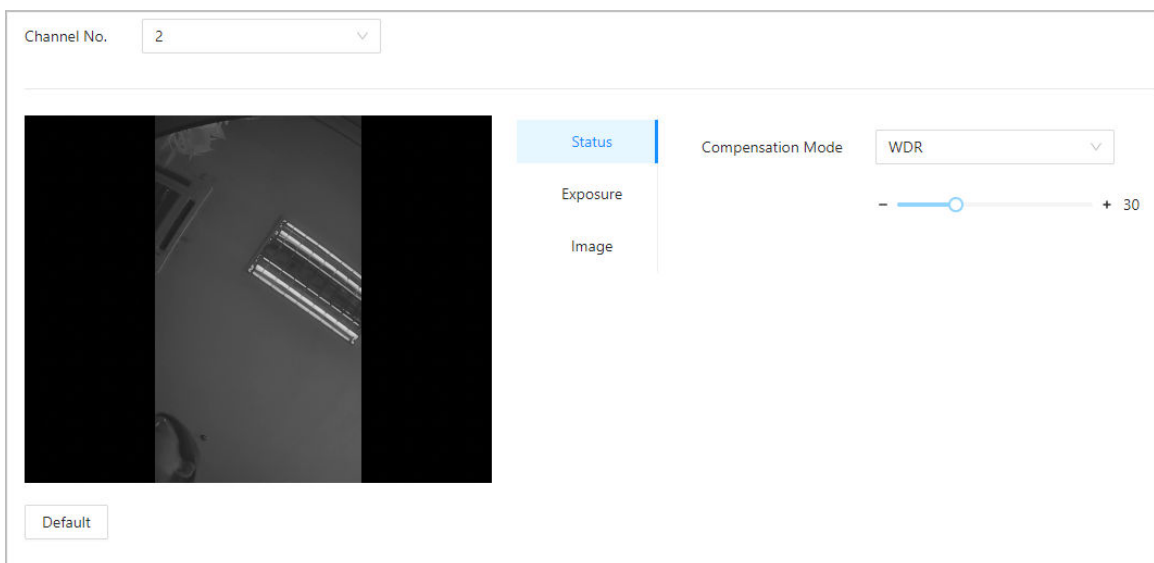 Channel No. 2
Status
Compensation Mode WDR
- + 30
Exposure
Image
Default